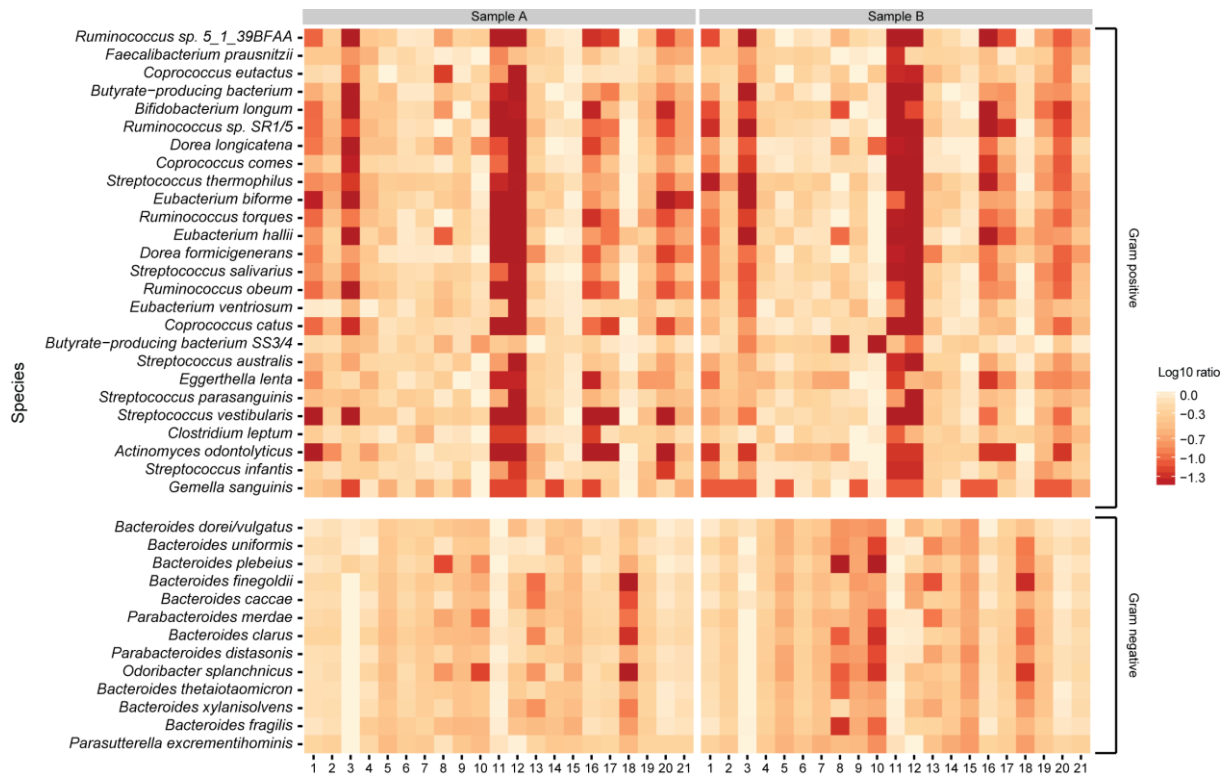 Sample A Sample B
Ruminococcus sp. 5_1_39BFAA
Faecalibacterium prausnitzii
Coprococcus eutactus
Butyrate−producing bacterium
Bifidobacterium longum
Ruminococcus sp. SR1/5
Dorea longicatena
Coprococcus comes
Streptococcus thermophilus
Eubacterium biforme
Ruminococcus torques
Eubacterium hallii
Dorea formicigenerans
Streptococcus salivarius
Ruminococcus obeum
Eubacterium ventriosum
Coprococcus catus
Butyrate−producing bacterium SS3/4
Streptococcus australis
Eggerthella lenta
Streptococcus parasanguinis
Streptococcus vestibularis
Clostridium leptum
Actinomyces odontolyticus
Streptococcus infantis
Gemella sanguinis
Gram positive
Species
Log10 ratio
0.0
−0.3
−0.7
−1.0
−1.3
Bacteroides dorei/vulgatus
Bacteroides uniformis
Bacteroides plebeius
Bacteroides finegoldii
Bacteroides caccae
Parabacteroides merdae
Bacteroides clarus
Parabacteroides distasonis
Odoribacter splanchnicus
Bacteroides thetaiotaomicron
Bacteroides xylanisolvens
Bacteroides fragilis
Parasutterella excrementihominis
Gram negative
1 2 3 4 5 6 7 8 9 10 11 12 13 14 15 16 17 18 19 20 21 1 2 3 4 5 6 7 8 9 10 11 12 13 14 15 16 17 18 19 20 21